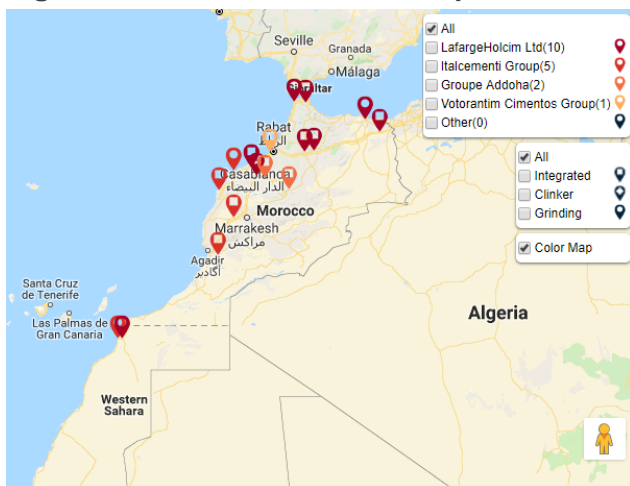 All
LafargeHolcim Ltd(10)
Italcementi Group(5)
Groupe Addoha(2)
Votorantim Cimentos Group(1)
Other(0)
All
Integrated
Clinker
Grinding
Color Map
Seville
Granada
Málaga
Gibraltar
Rabat
Casablanca
الدار البيضاء
Morocco
Marrakesh
مراكش
Agadir
أكادير
Santa Cruz
de Tenerife
Las Palmas de
Gran Canaria
Algeria
Western
Sahara